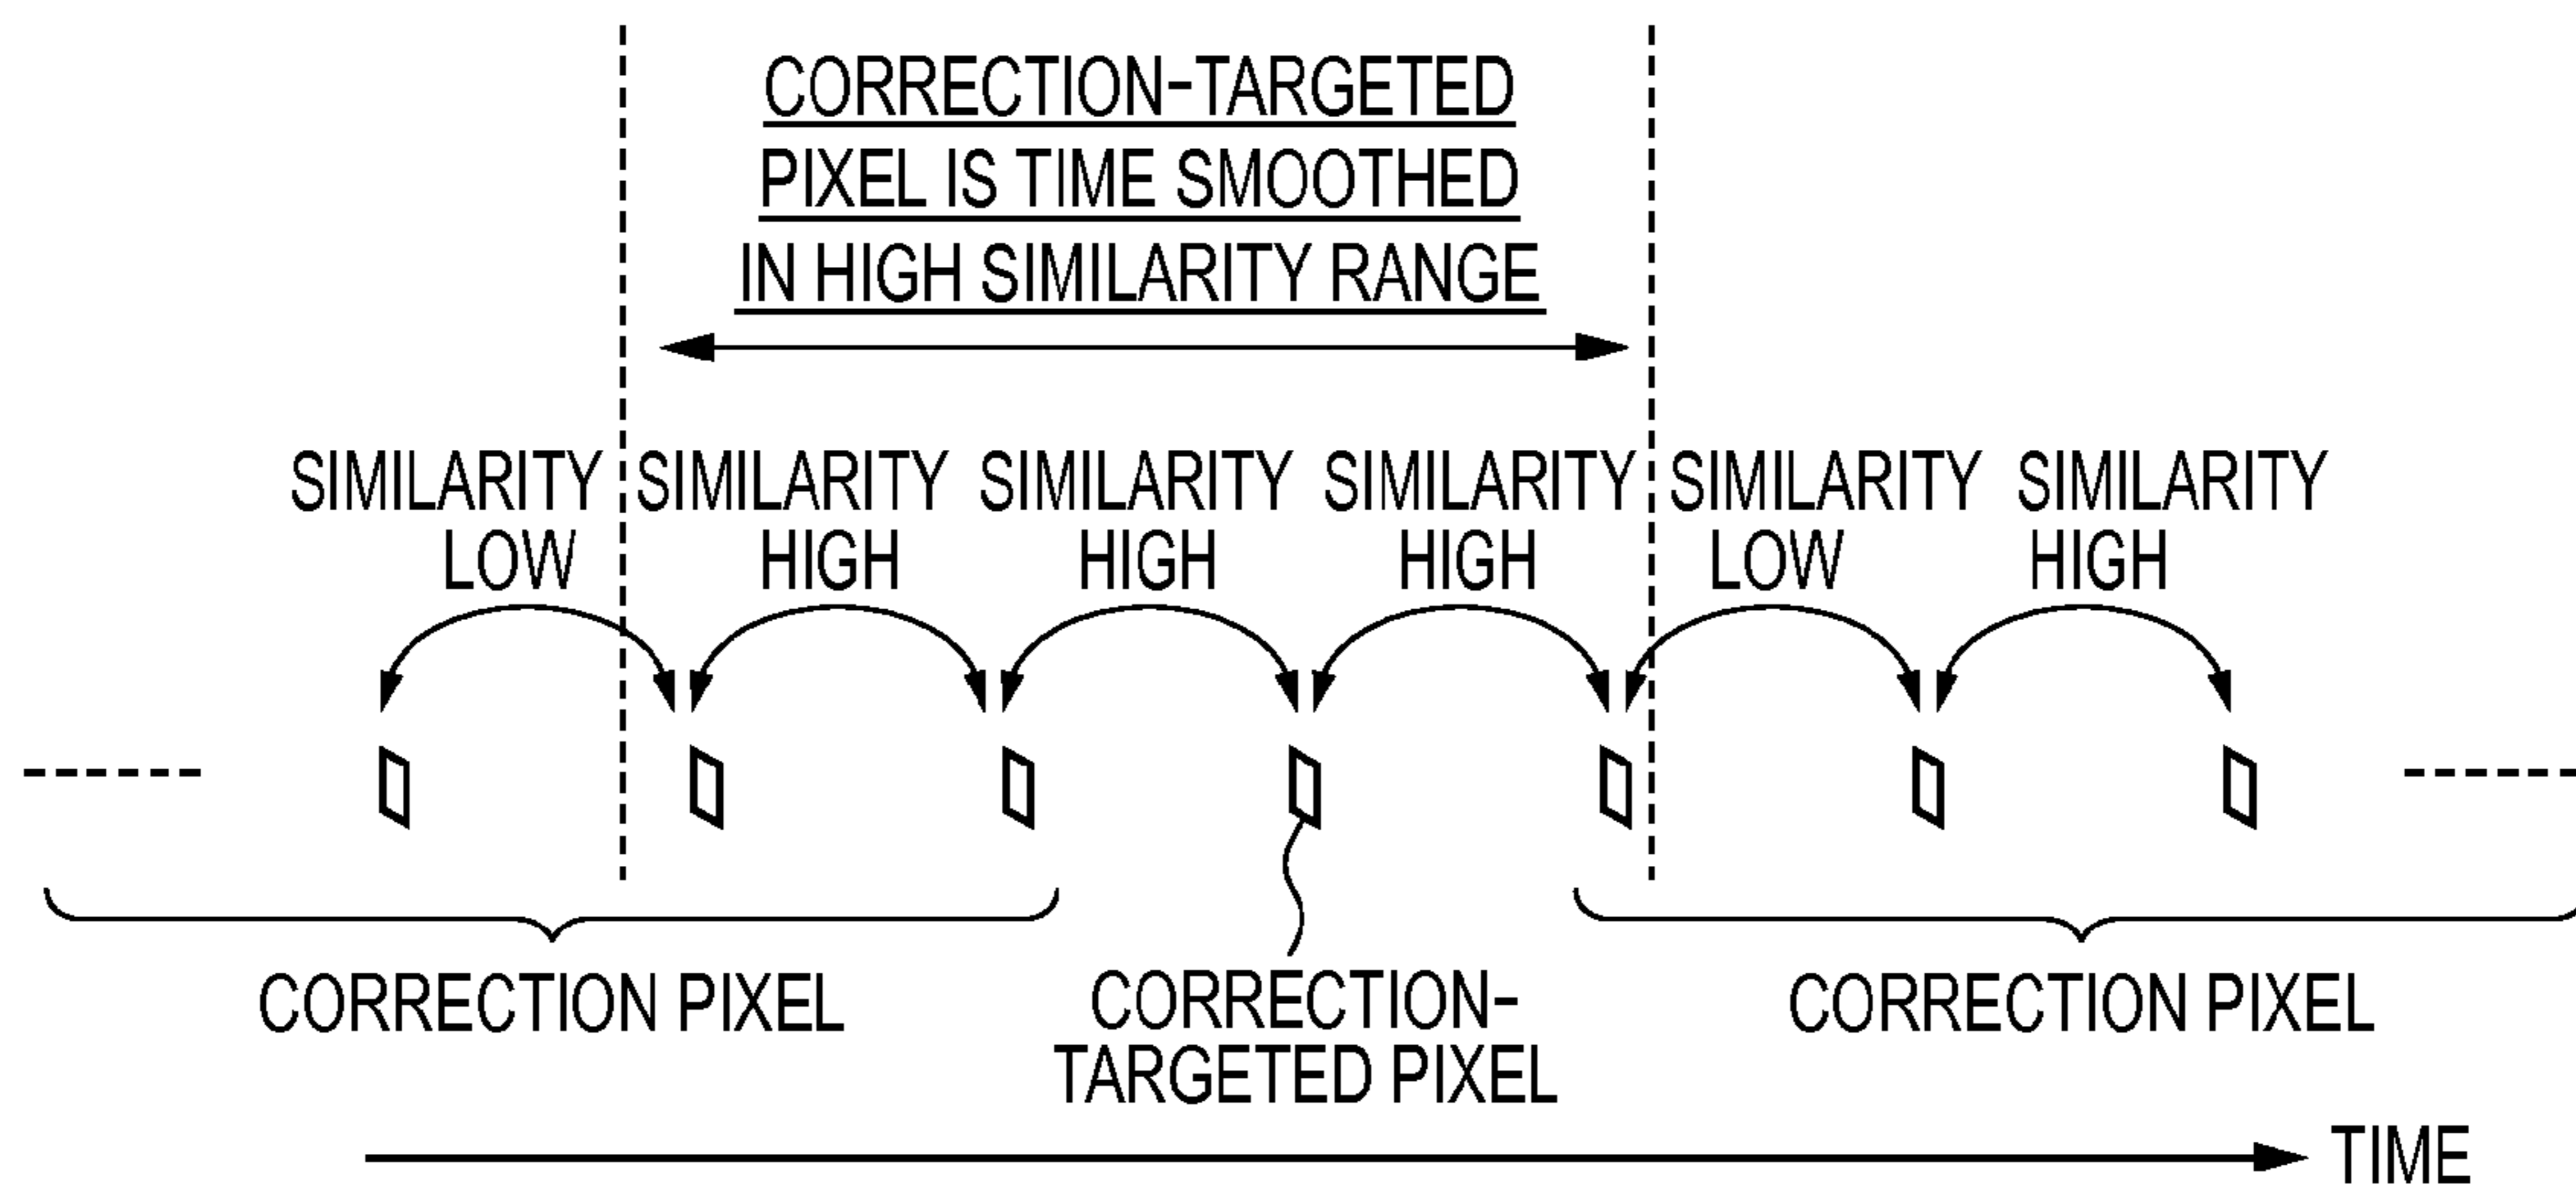 CORRECTION-TARGETED
PIXEL IS TIME SMOOTHED
IN HIGH SIMILARITY RANGE
SIMILARITY LOW
SIMILARITY HIGH
SIMILARITY HIGH
SIMILARITY HIGH
SIMILARITY LOW
SIMILARITY HIGH
CORRECTION PIXEL
CORRECTION-
TARGETED PIXEL
CORRECTION PIXEL
TIME